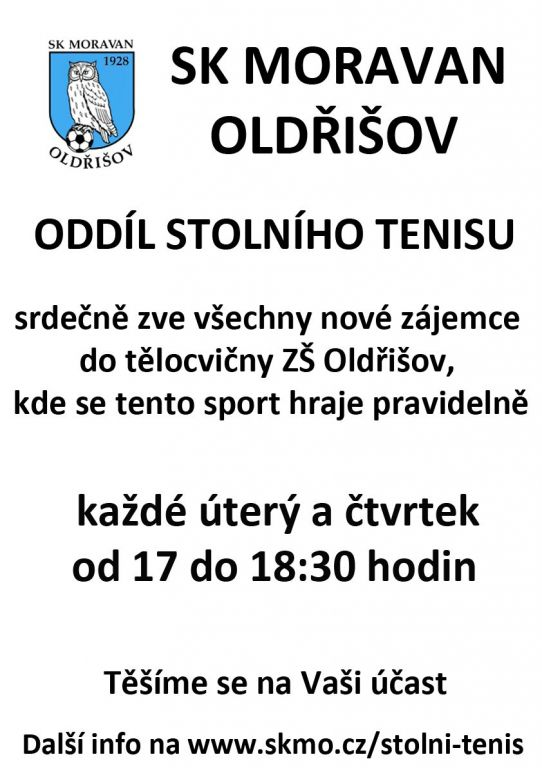 SK MORAVAN
1928
OLDŘIŠOV
SK MORAVAN
OLDŘIŠOV
ODDÍL STOLNÍHO TENISU
srdečně zve všechny nové zájemce
do tělocvičny ZŠ Oldřišov,
kde se tento sport hraje pravidelně
každé úterý a čtvrtek
od 17 do 18:30 hodin
Těšíme se na Vaši účast
Další info na www.skmo.cz/stolni-tenis